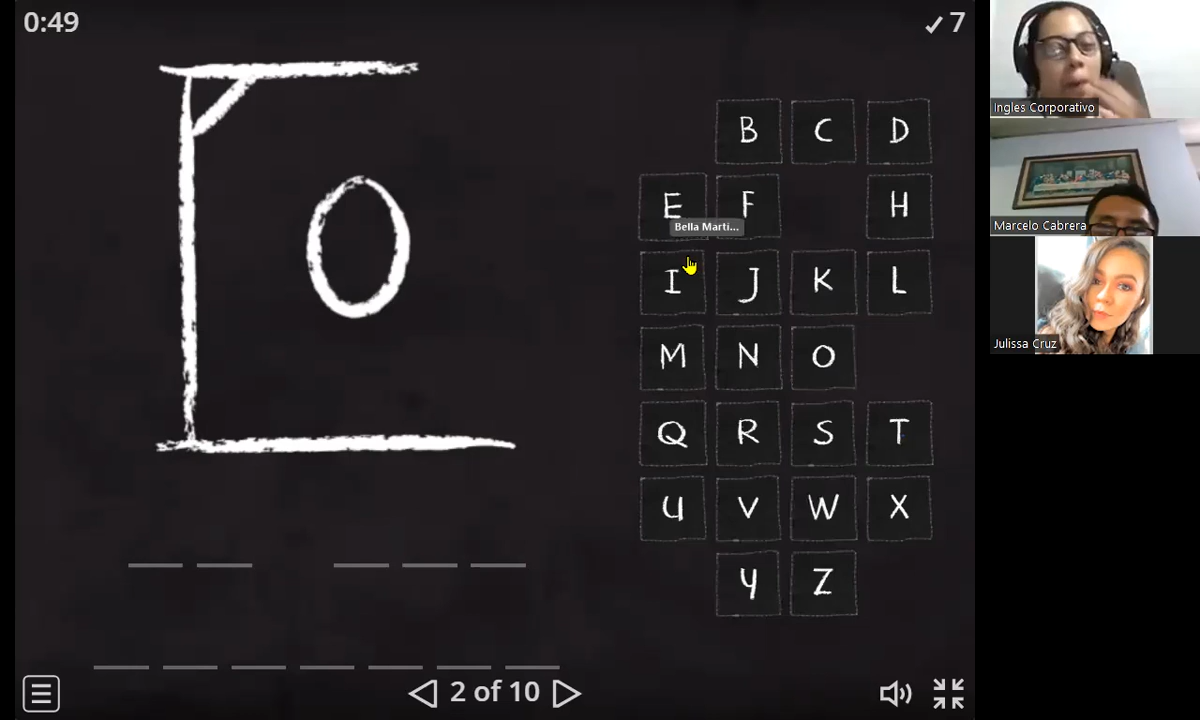 0:49
✓ 7
B C D
E F H
Bella Marti...
I J K L
M N O
Q R S T
U V W X
Y Z
2 of 10
Ingles Corporativo
Marcelo Cabrera
Julissa Cruz